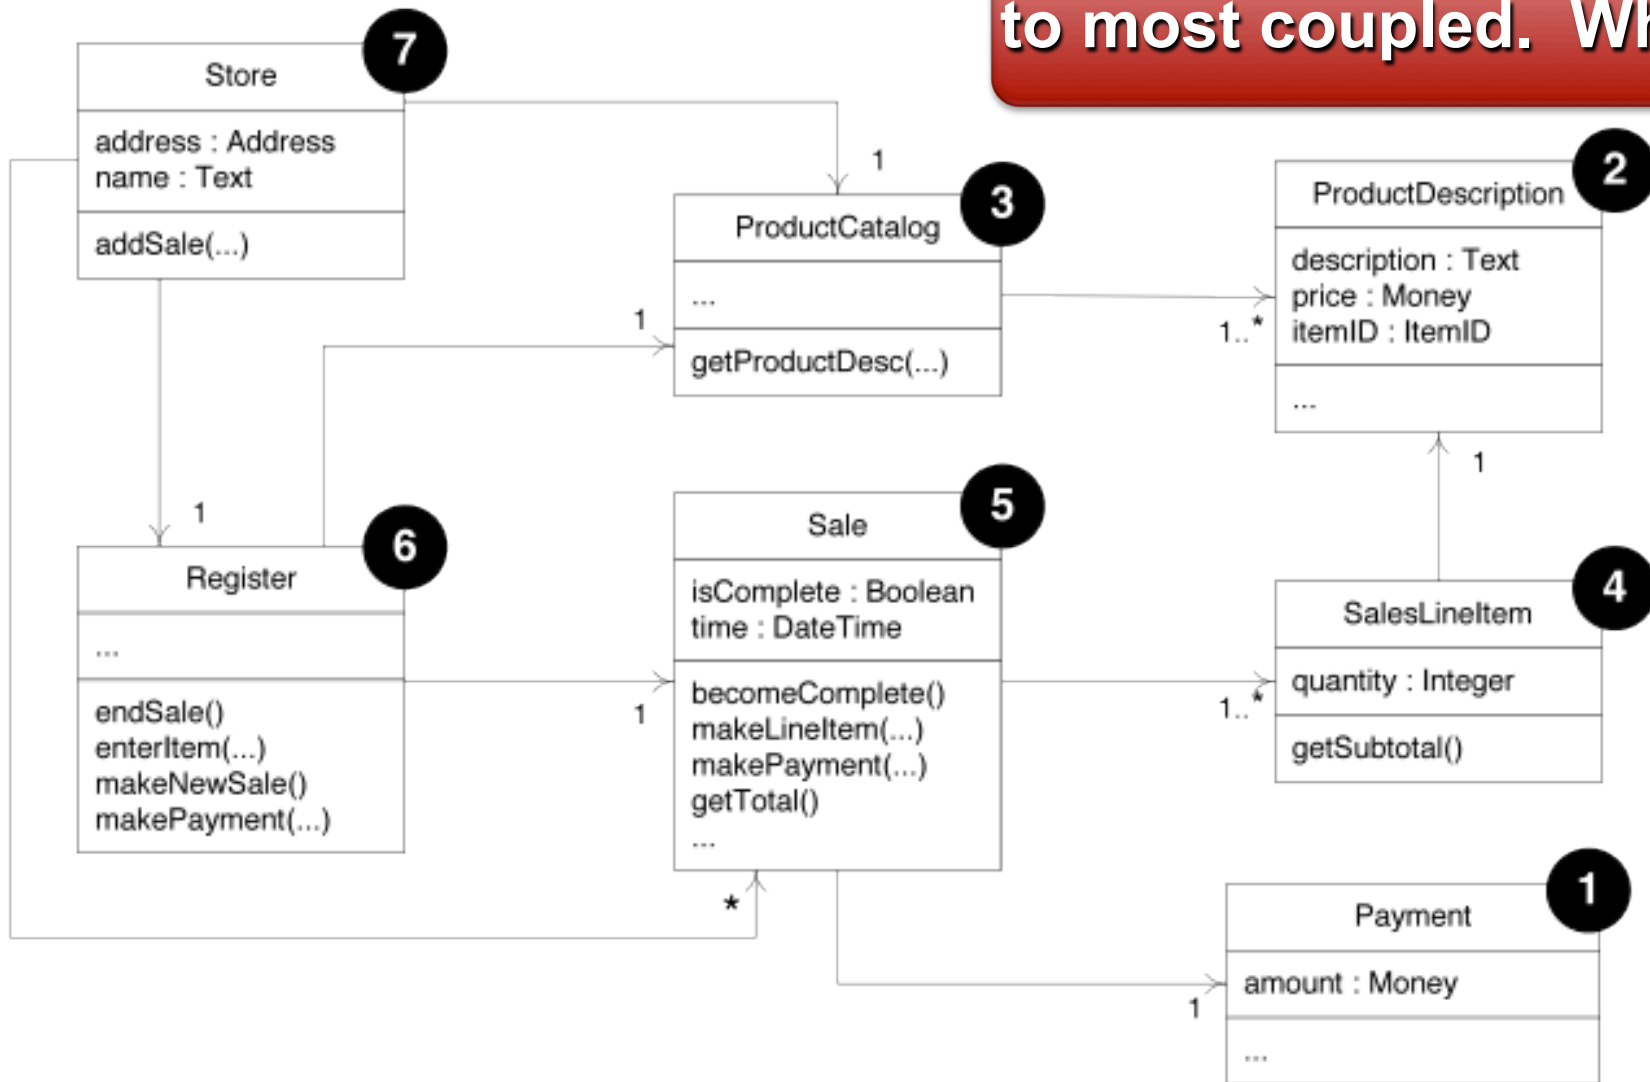 to most coupled.
7
Store
address : Address
name : Text
addSale(...)
1
3
ProductCatalog
...
getProductDesc(...)
1
1..*
2
ProductDescription
description : Text
price : Money
itemID : ItemID
...
1
1
6
Register
...
endSale()
enterItem(...)
makeNewSale()
makePayment(...)
1
5
Sale
isComplete : Boolean
time : DateTime
becomeComplete()
makeLineItem(...)
makePayment(...)
getTotal()
...
*
1..*
4
SalesLineItem
quantity : Integer
getSubtotal()
1
1
Payment
amount : Money
...